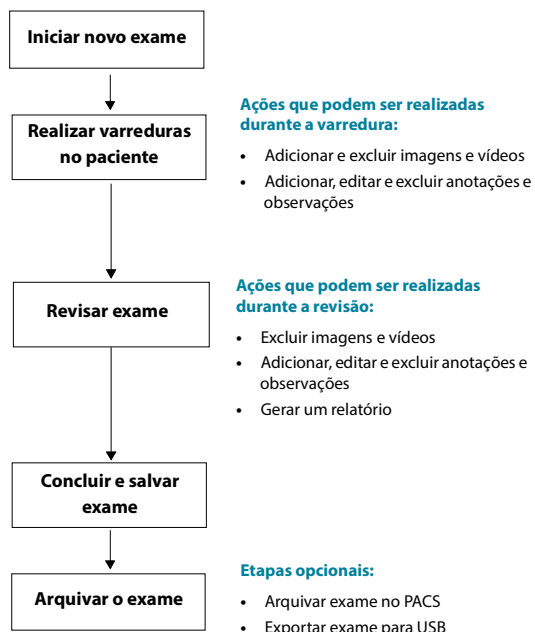 Iniciar novo exame
Ações que podem ser realizadas
durante a varredura:
Realizar varreduras
no paciente
• Adicionar e excluir imagens e vídeos
• Adicionar, editar e excluir anotações e
observações
Ações que podem ser realizadas
durante a revisão:
Revisar exame
• Excluir imagens e vídeos
• Adicionar, editar e excluir anotações e
observações
• Gerar um relatório
Concluir e salvar
exame
Etapas opcionais:
Arquivar o exame
• Arquivar exame no PACS
• Exportar exame para USB